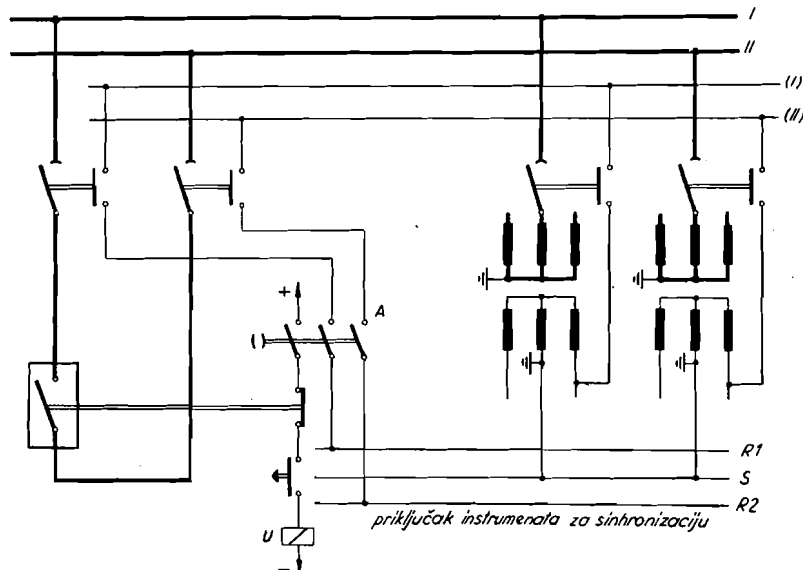 I
II
(I)
(II)
+
A
R1
S
R2
priključak instrumenata za sinhronizaciju
U
−